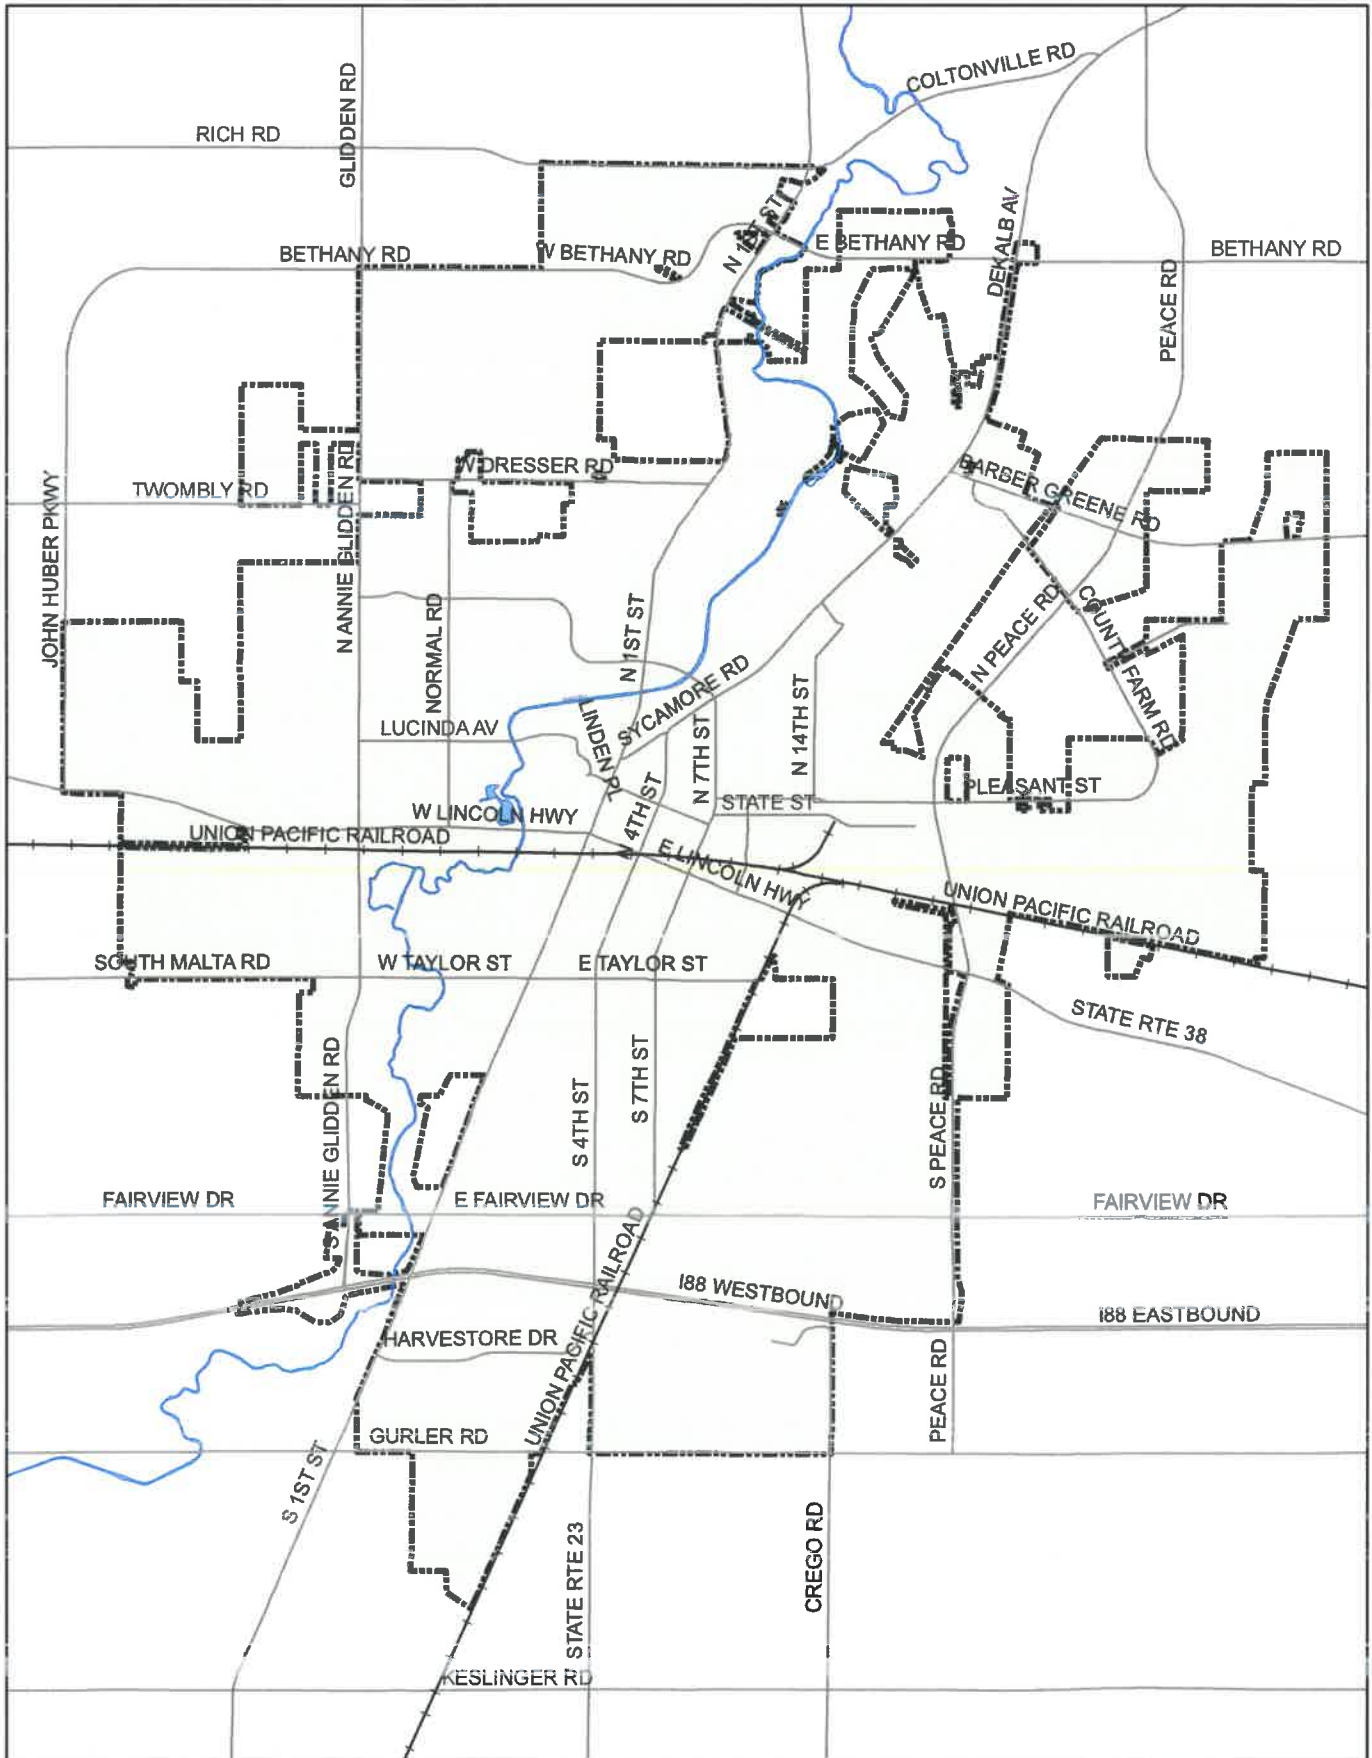 COLTONVILLE RD
GLIDDEN RD
RICH RD
N 1ST ST
DEKALB AV
BETHANY RD
W BETHANY RD
E BETHANY RD
BETHANY RD
PEACE RD
W DRESSER RD
BARBER GREENE RD
TWOMBLY RD
N ANNIE GLIDDEN RD
JOHN HUBER PKWY
NORMAL RD
N 1ST ST
N PEACE RD
COUNTY FARM RD
SYCAMORE RD
LINDEN PL
N 14TH ST
N 7TH ST
LUCINDA AV
N 4TH ST
PLEASANT ST
STATE ST
W LINCOLN HWY
UNION PACIFIC RAILROAD
E LINCOLN HWY
UNION PACIFIC RAILROAD
SOUTH MALTA RD
W TAYLOR ST
E TAYLOR ST
STATE RTE 38
S ANNIE GLIDDEN RD
S 4TH ST
S 7TH ST
S PEACE RD
FAIRVIEW DR
E FAIRVIEW DR
FAIRVIEW DR
UNION PACIFIC RAILROAD
I88 WESTBOUND
I88 EASTBOUND
HARVESTORE DR
PEACE RD
GURLER RD
S 1ST ST
STATE RTE 23
CREGO RD
KESLINGER RD